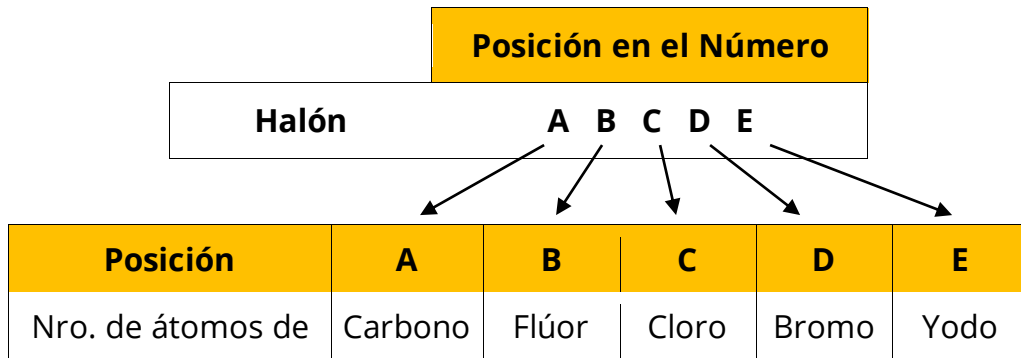 Posición en el Número
Halón A B C D E
Posición A B C D E
Nro. de átomos de Carbono Flúor Cloro Bromo Yodo